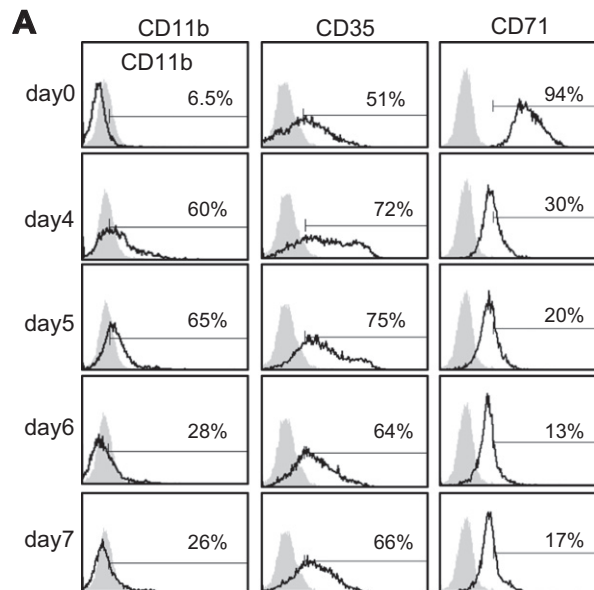 A
CD11b CD35 CD71
CD11b
day0 6.5% 51% 94%
day4 60% 72% 30%
day5 65% 75% 20%
day6 28% 64% 13%
day7 26% 66% 17%